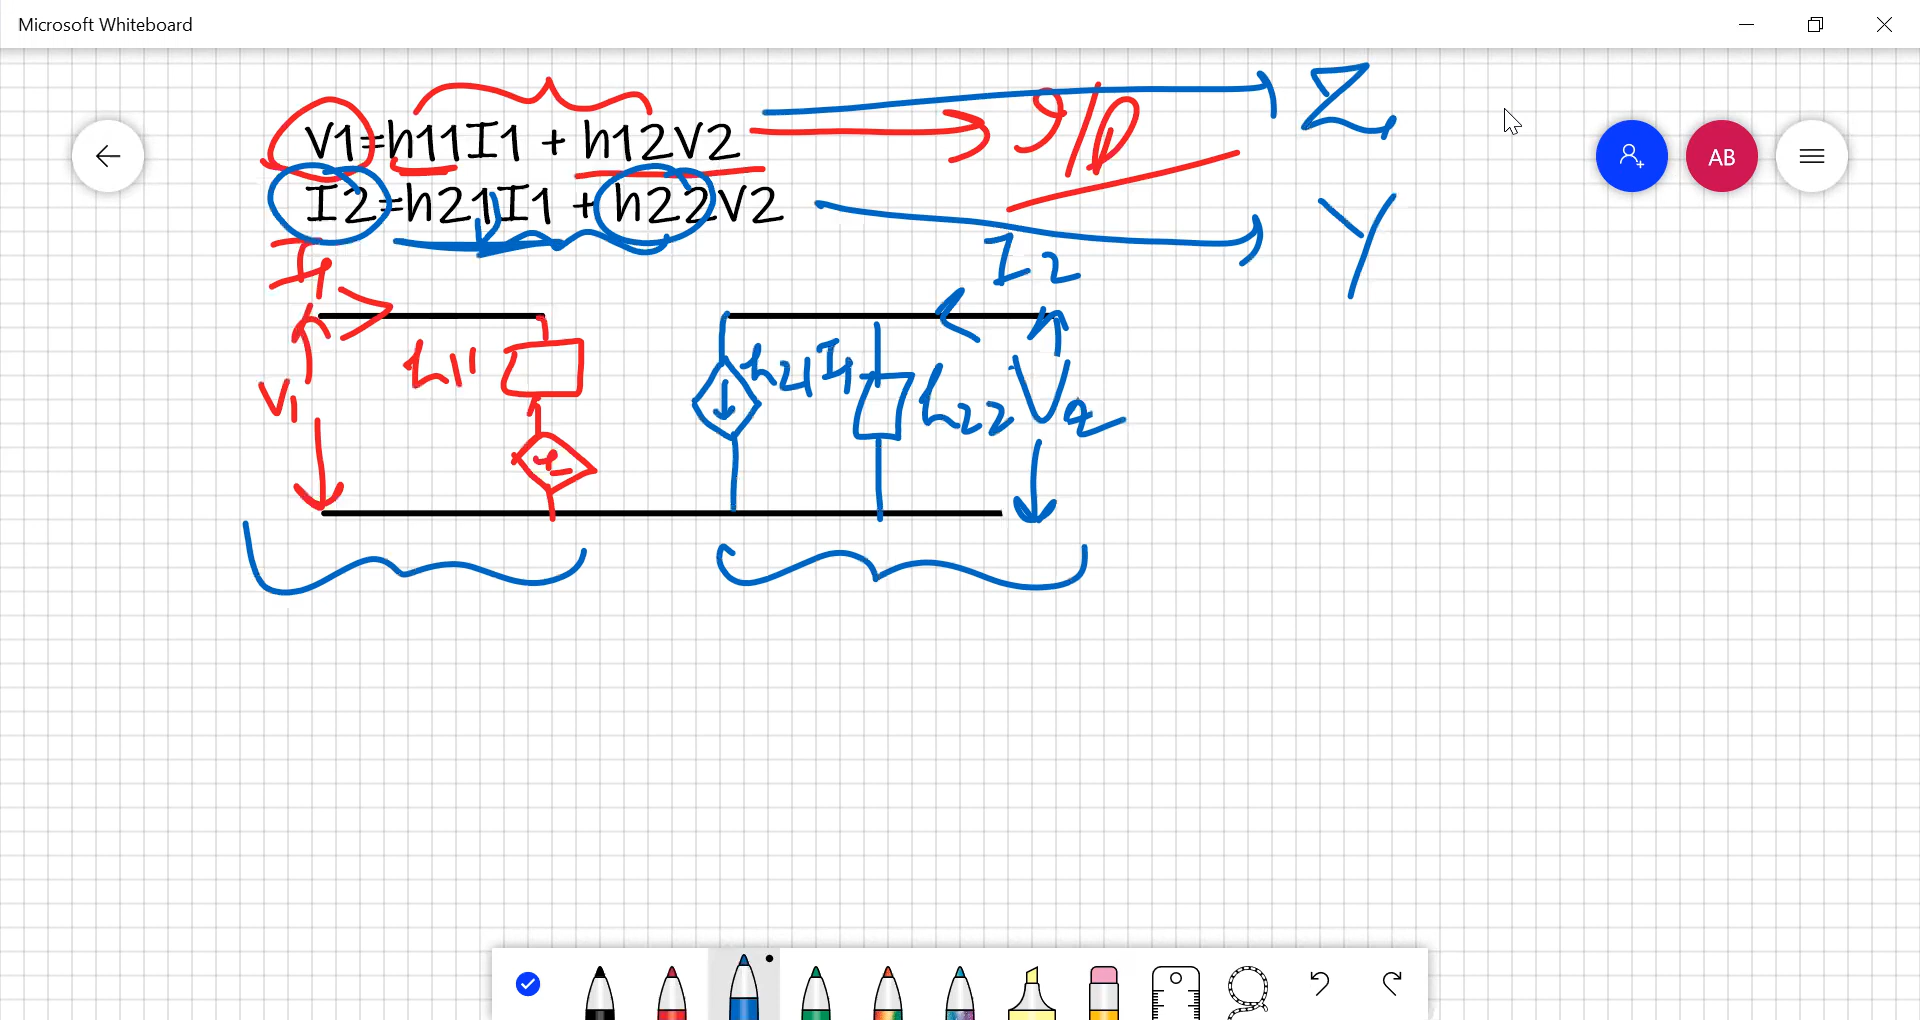 Microsoft Whiteboard
V1=h11I1 + h12V2
I/P
Z
AB
I2=h21I1 + h22V2
Y
I1
I2
V1
h11
h21I1
h22
V2